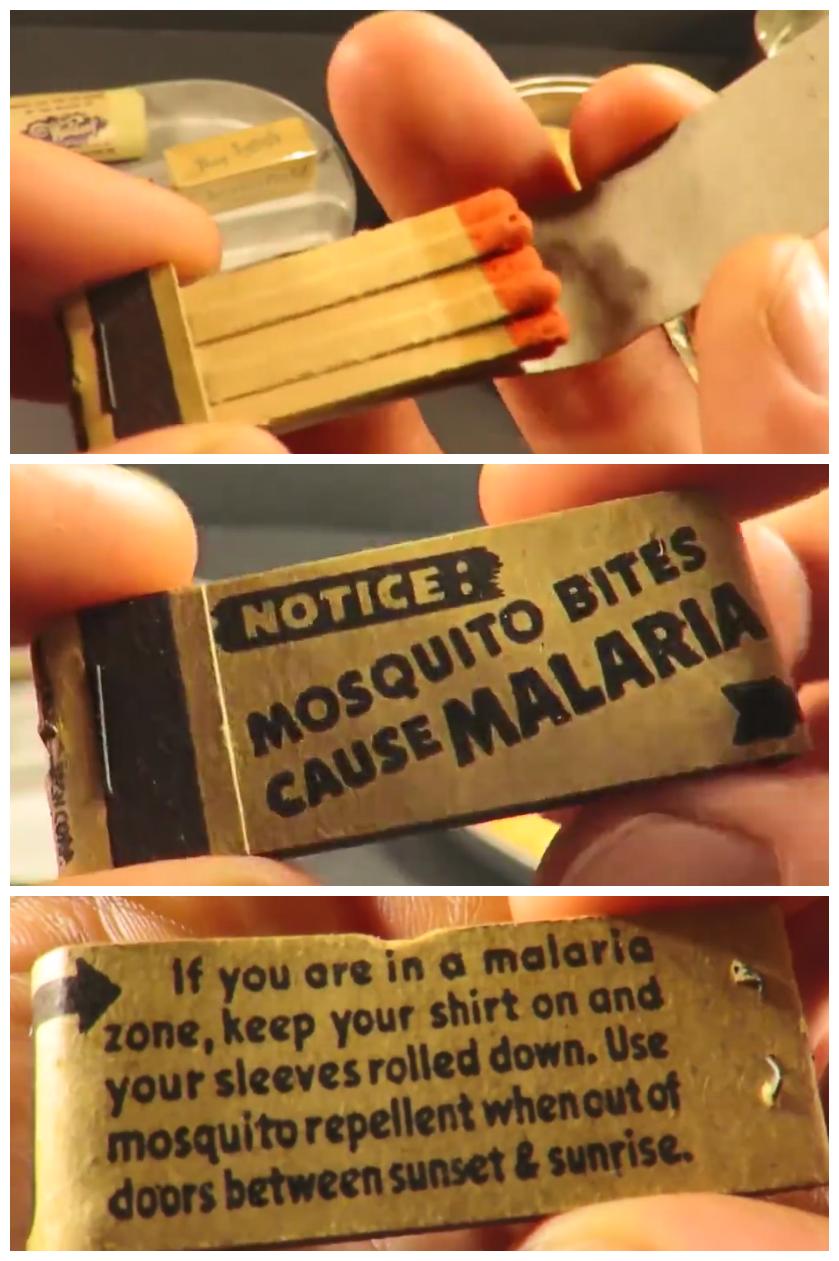 NOTICE:
MOSQUITO BITES
CAUSE MALARIA
If you are in a malaria
zone, keep your shirt on and
your sleeves rolled down. Use
mosquito repellent when out of
doors between sunset & sunrise.